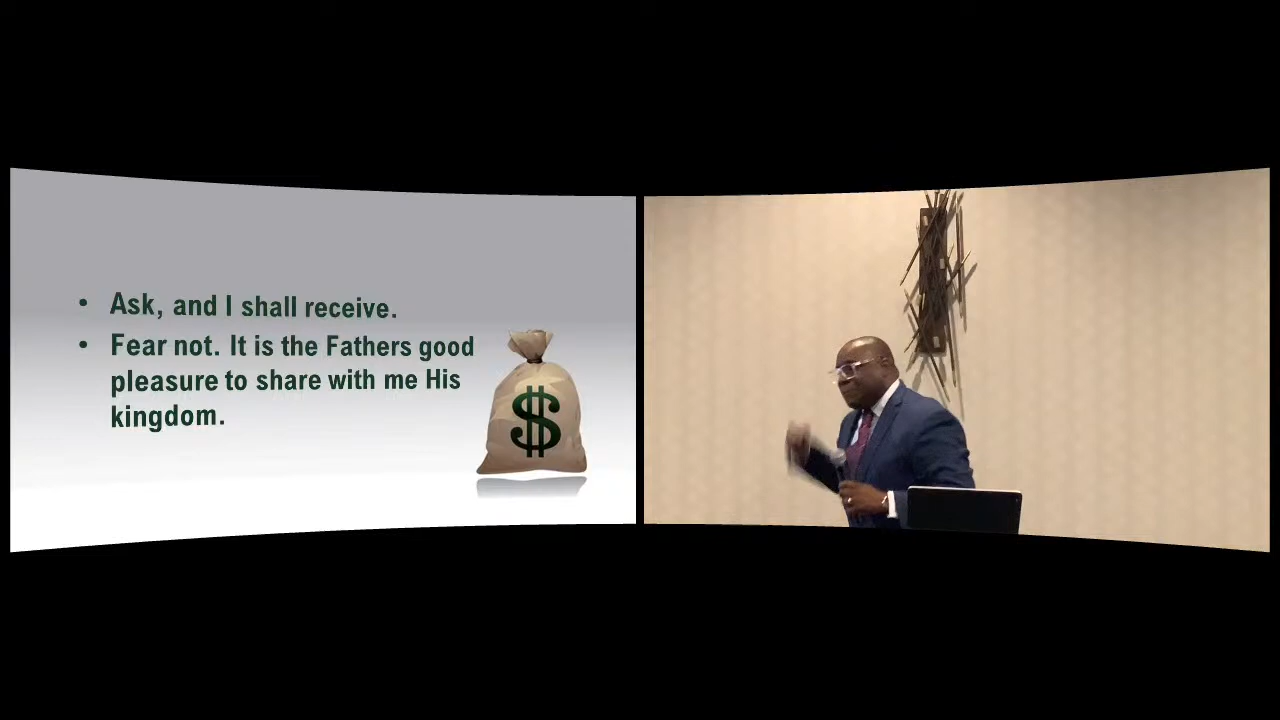 • Ask, and I shall receive.
• Fear not. It is the Fathers good
pleasure to share with me His
kingdom.
$